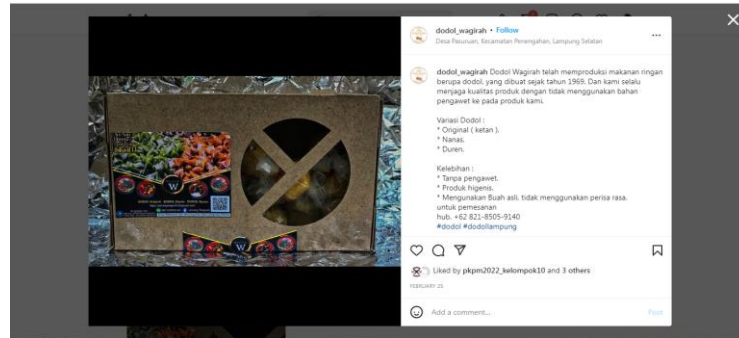 dodol_wagirah • Follow
Desa Pasuruan, Kecamatan Penengahan, Lampung Selatan
dodol_wagirah Dodol Wagirah telah memproduksi makanan ringan
berupa dodol, yang dibuat sejak tahun 1969. Dan kami selalu
menjaga kualitas produk dengan tidak menggunakan bahan
pengawet ke pada produk kami.
Variasi Dodol :
* Original ( ketan ).
* Nanas.
* Duren.
Kelebihan :
* Tanpa pengawet.
* Produk higenis.
* Mengunakan Buah asli, tidak menggunakan perisa rasa.
untuk pemesanan
hub. +62 821-8505-9140
#dodol #dodollampung
Liked by pkpm2022_kelompok10 and 3 others
FEBRUARY 25
Add a comment...
Post
W
W